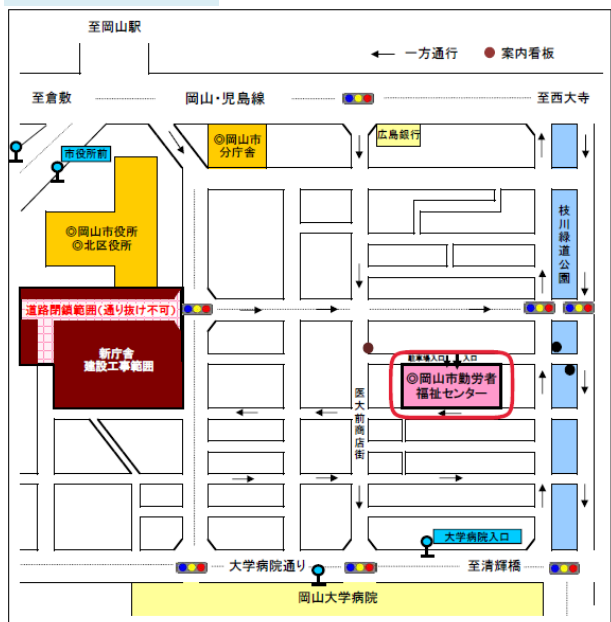 至岡山駅
一方通行
案内看板
至倉敷
岡山・児島線
至西大寺
市役所前
◎岡山市
分庁舎
広島銀行
◎岡山市役所
◎北区役所
枝川緑道公園
道路閉鎖範囲(通り抜け不可)
新庁舎
建設工事範囲
駐車場入口
入口
◎岡山市勤労者
福祉センター
医大前商店街
大学病院入口
大学病院通り
至清輝橋
岡山大学病院